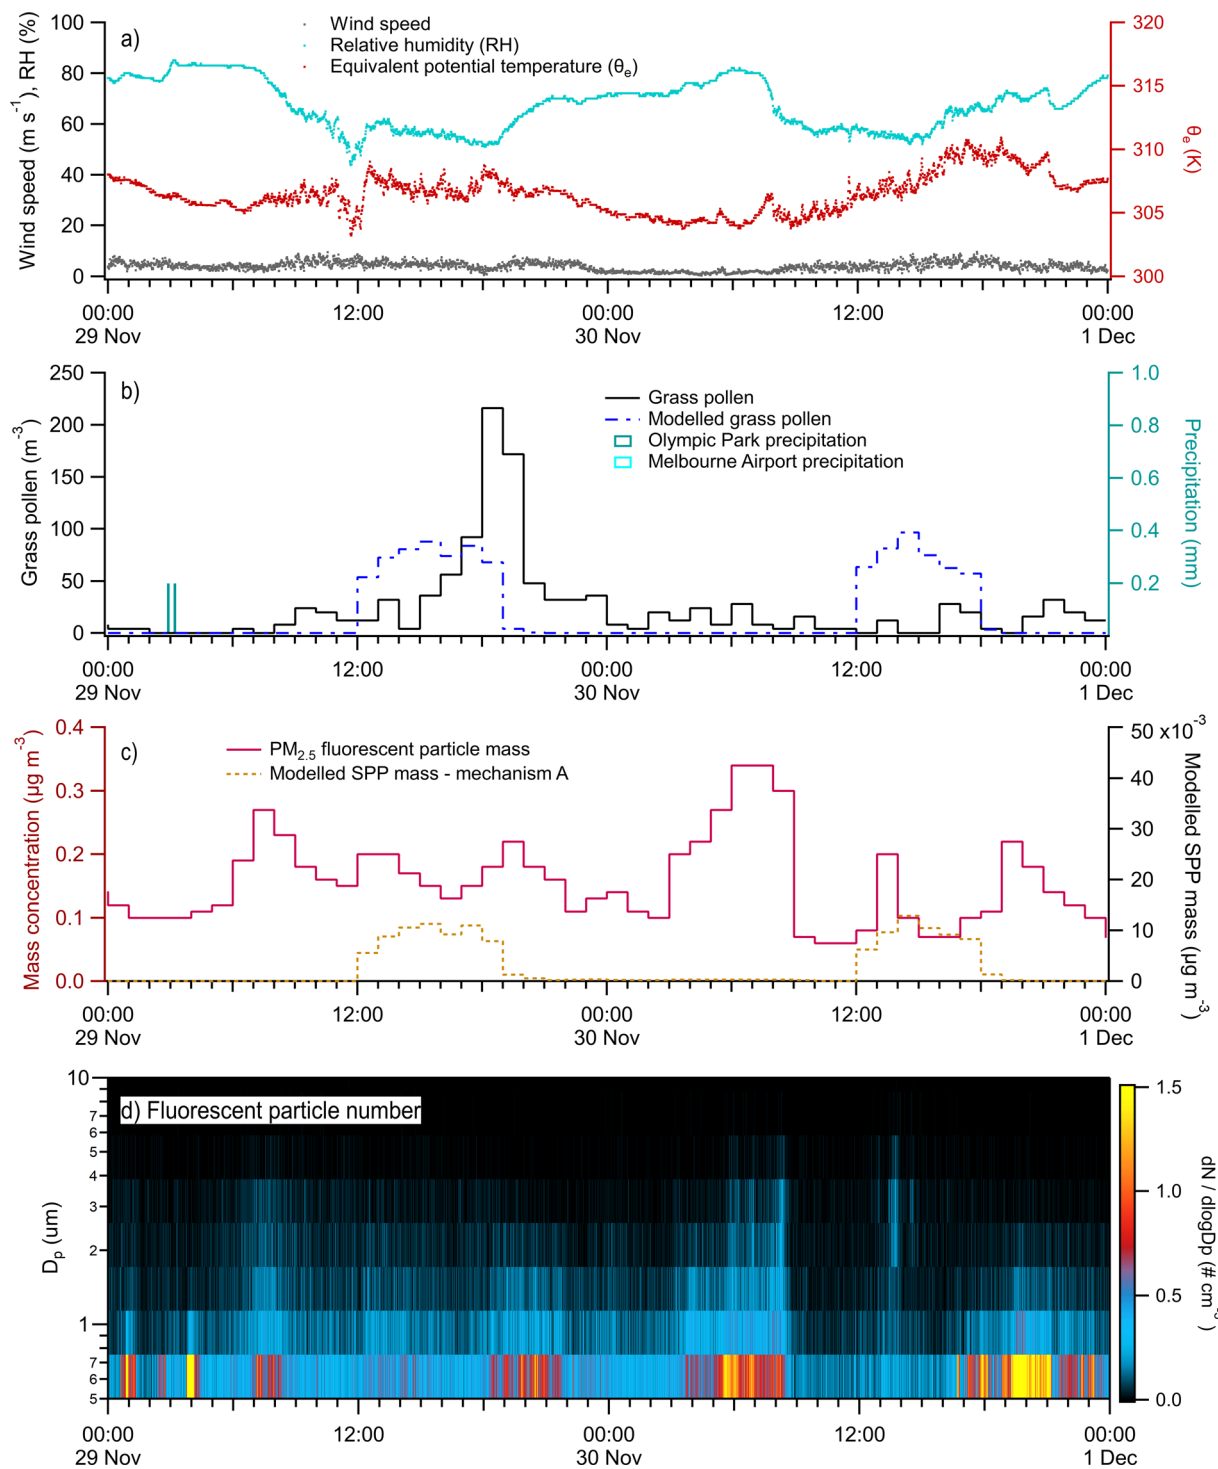 a)
Wind speed
Relative humidity (RH)
Equivalent potential temperature (θe)
Wind speed (m s-1), RH (%)
100
80
60
40
20
0
θe (K)
320
315
310
305
300
00:00 12:00 00:00 12:00 00:00
29 Nov 30 Nov 1 Dec
b)
Grass pollen
Modelled grass pollen
Olympic Park precipitation
Melbourne Airport precipitation
Grass pollen (m-3)
250
200
150
100
50
0
Precipitation (mm)
1.0
0.8
0.6
0.4
0.2
00:00 12:00 00:00 12:00 00:00
29 Nov 30 Nov 1 Dec
c)
PM2.5 fluorescent particle mass
Modelled SPP mass - mechanism A
Mass concentration (µg m-3)
0.4
0.3
0.2
0.1
0.0
Modelled SPP mass (µg m-3)
50 x10-3
40
30
20
10
0
00:00 12:00 00:00 12:00 00:00
29 Nov 30 Nov 1 Dec
d) Fluorescent particle number
Dp (um)
10
7
6
5
4
3
2
1
7
6
5
dN / dlogDp (# cm-3)
1.5
1.0
0.5
0.0
00:00 12:00 00:00 12:00 00:00
29 Nov 30 Nov 1 Dec